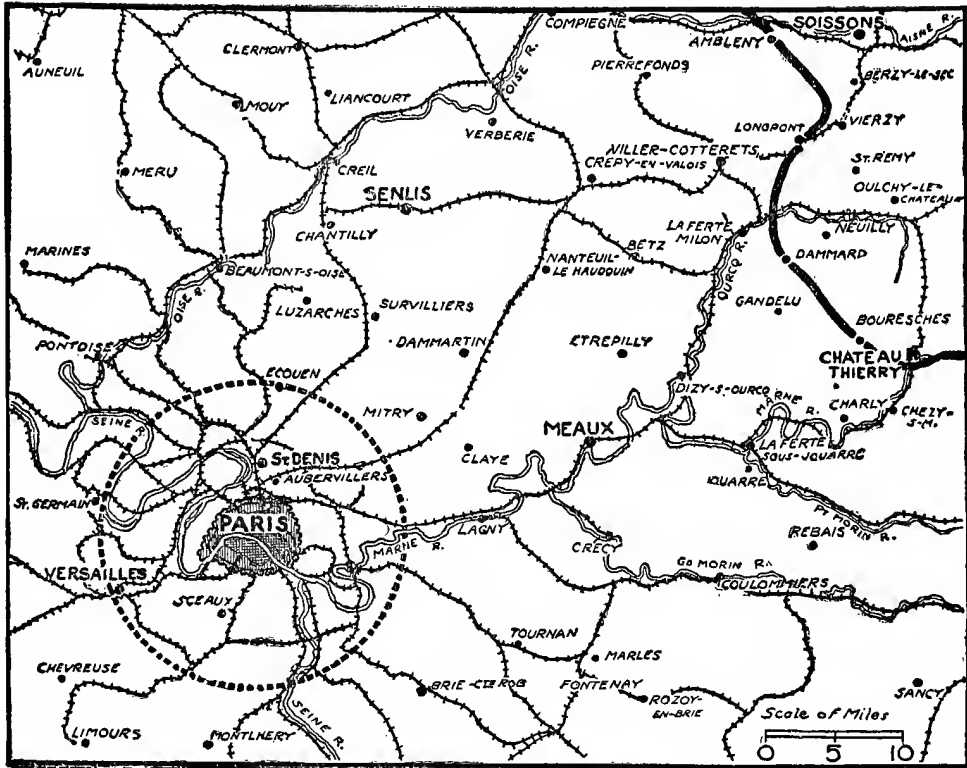 COMPIEGNE
SOISSONS
AISNE R.
AMBLENY
CLERMONT
AUNEUIL
OISE R.
PIERREFONDS
BERZY-LE-SEC
LIANCOURT
MOUY
VERBERIE
LONGPONT
VIERZY
VILLER-COTTERETS
CREPY-EN-VALOIS
ST. REMY
MERU
CREIL
OULCHY-LE-
CHATEAU
SENLIS
CHANTILLY
LA FERTE
MILON
NEUILLY
BETZ
MARINES
NANTEUIL-
LE HAUDOUIN
DAMMARD
BEAUMONT-S-OISE
OURCQ R.
OISE R.
LUZARCHES
SURVILLIERS
GANDELU
BOURESCHES
PONTOISE
DAMMARTIN
ETREPILLY
CHATEAU
THIERRY
ECOUEN
DIZY-S-OURCQ
MARNE R.
CHARLY
CHEZY-
S-M.
MITRY
SEINE R.
MEAUX
LA FERTE
SOUS-JOUARRE
ST. DENIS
CLAYE
AUBERVILLERS
JOUARRE
ST. GERMAIN
PARIS
LAGNY
PT MORIN R.
REBAIS
MARNE R.
CRECY
GD MORIN R.
COULOMMIERS
VERSAILLES
SCEAUX
TOURNAN
MARLES
CHEVREUSE
BRIE-CTE ROB
FONTENAY
ROZOY-
EN-BRIE
SANCY
SEINE R.
Scale of Miles
LIMOURS
MONTLHERY
0 5 10